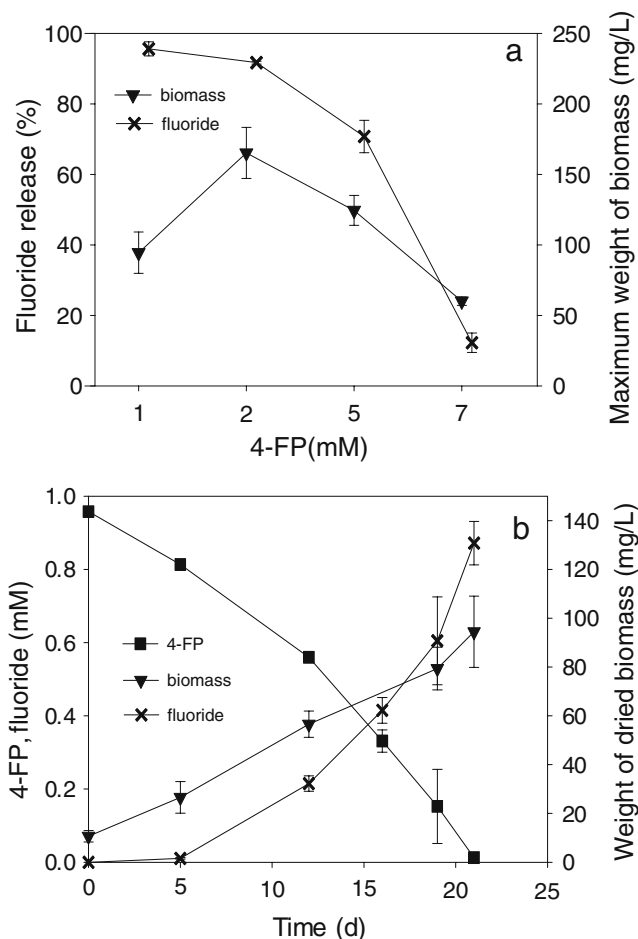 a
Fluoride release (%)
100
80
60
40
20
0
biomass
fluoride
250
200
150
100
50
0
Maximum weight of biomass (mg/L)
1 2 5 7
4-FP(mM)
b
4-FP, fluoride (mM)
1.0
0.8
0.6
0.4
0.2
0.0
4-FP
biomass
fluoride
140
120
100
80
60
40
20
0
Weight of dried biomass (mg/L)
0 5 10 15 20 25
Time (d)